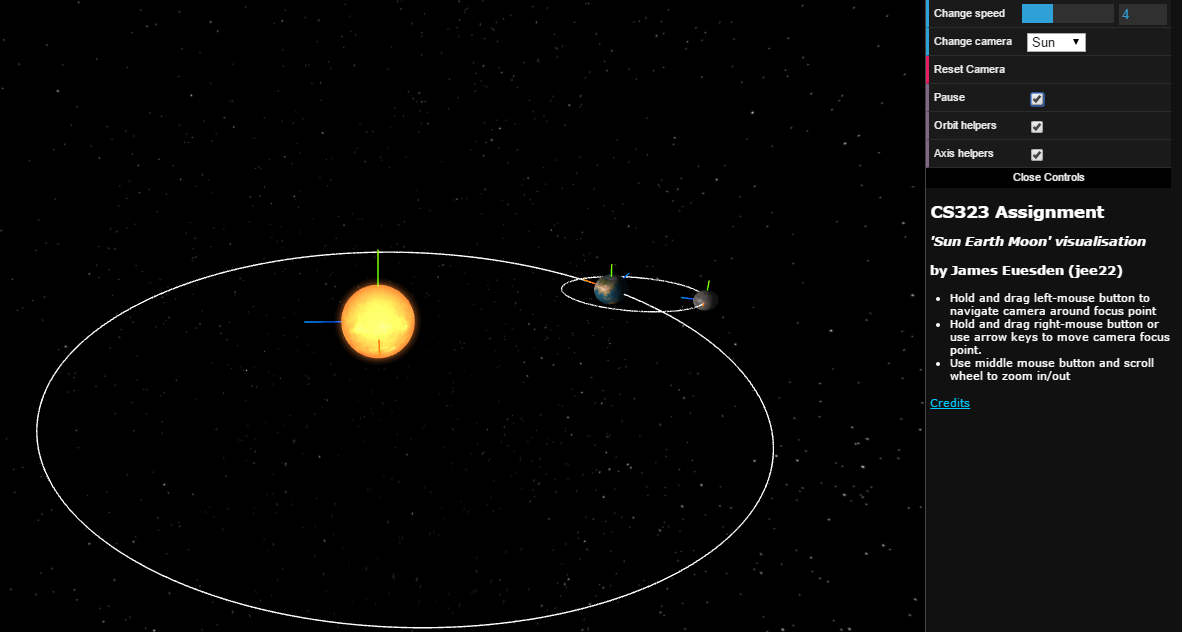 Change speed 4
Change camera Sun
Reset Camera
Pause
Orbit helpers
Axis helpers
Close Controls
CS323 Assignment
'Sun Earth Moon' visualisation
by James Euesden (jee22)
Hold and drag left-mouse button to
navigate camera around focus point
Hold and drag right-mouse button or
use arrow keys to move camera focus
point.
Use middle mouse button and scroll
wheel to zoom in/out
Credits